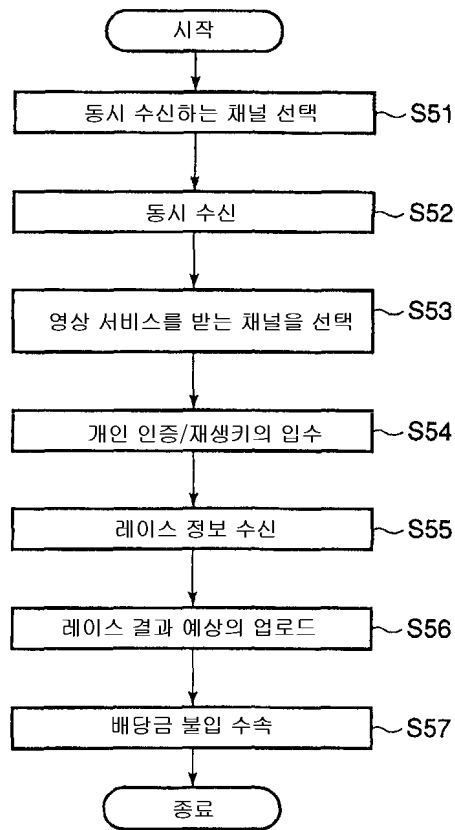 시작
동시 수신하는 채널 선택
S51
동시 수신
S52
영상 서비스를 받는 채널을 선택
S53
개인 인증/재생키의 입수
S54
레이스 정보 수신
S55
레이스 결과 예상의 업로드
S56
배당금 불입 수속
S57
종료